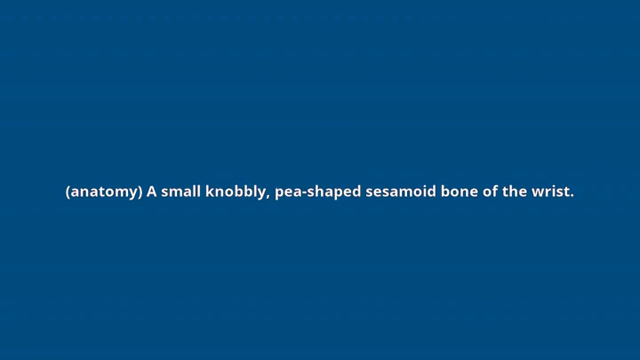 (anatomy) A small knobbly, pea-shaped sesamoid bone of the wrist.